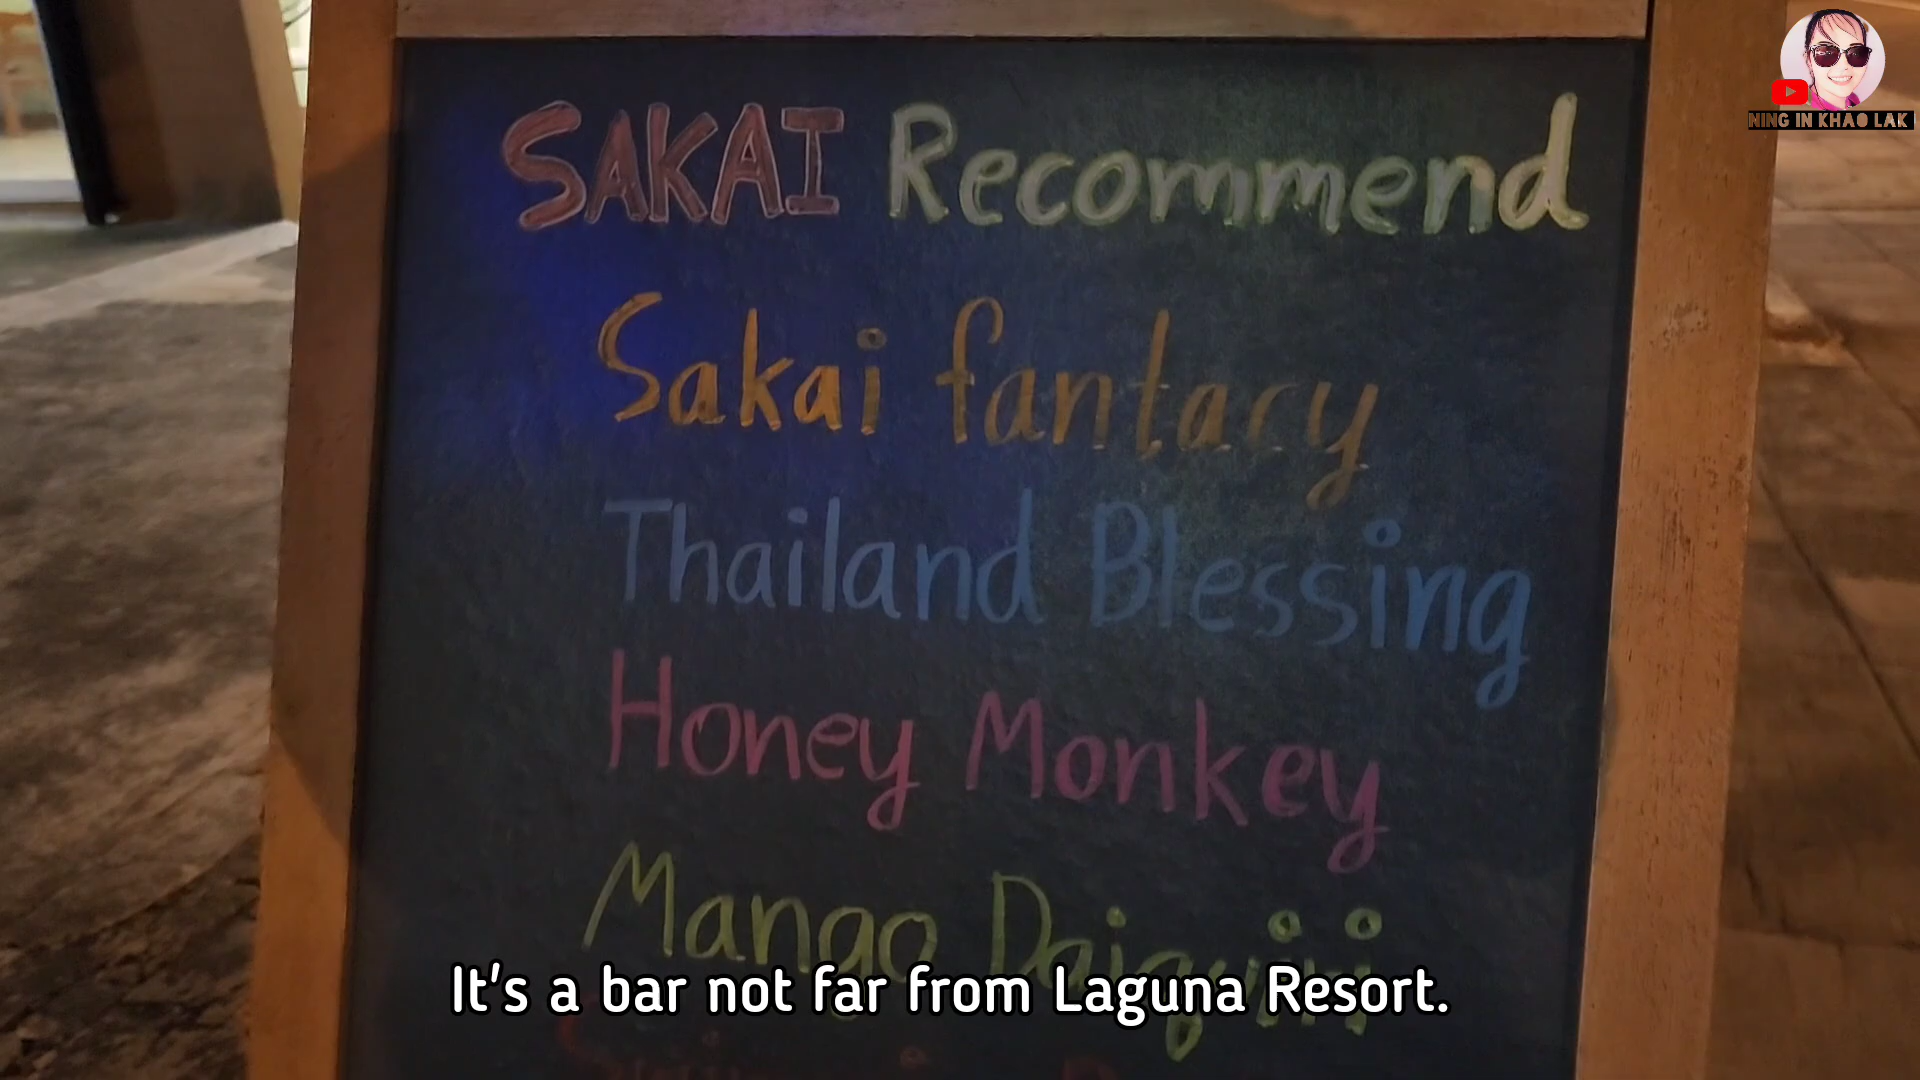 NING IN KHAO LAK
SAKAI Recommend
Sakai fantacy
Thailand Blessing
Honey Monkey
Mango Daiquiri
It's a bar not far from Laguna Resort.